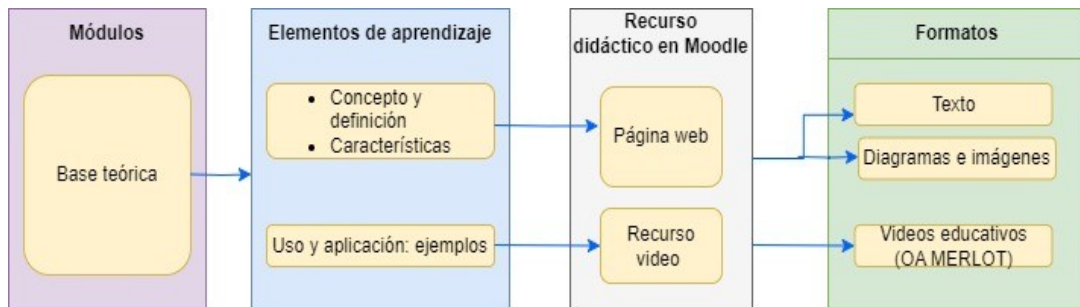 Módulos
Base teórica
Elementos de aprendizaje
• Concepto y
definición
• Características
Uso y aplicación: ejemplos
Recurso
didáctico en Moodle
Página web
Recurso
video
Formatos
Texto
Diagramas e imágenes
Videos educativos
(OA MERLOT)